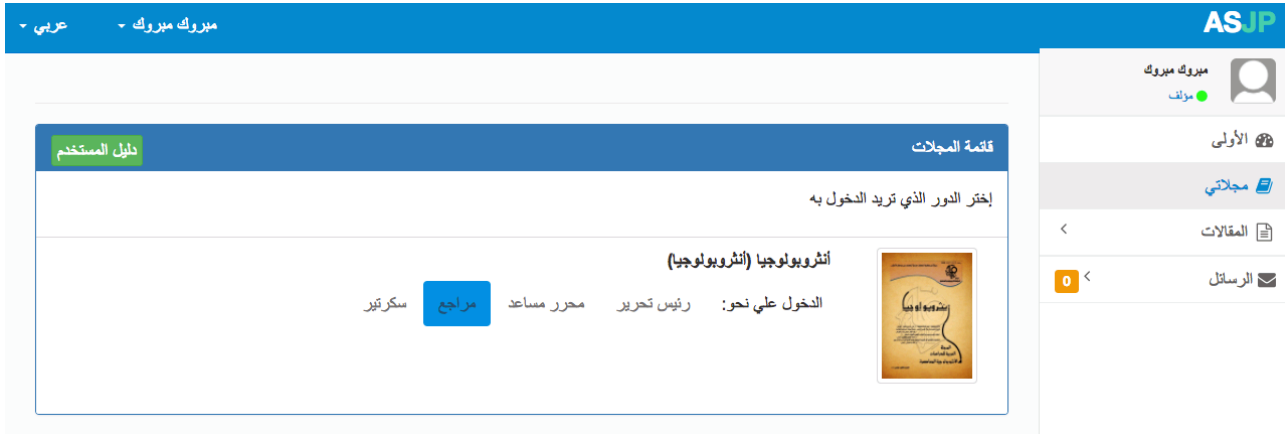 ASJP
مبروك مبروك
عربي
مبروك مبروك
مؤلف
الأولى
مجلاتي
المقالات
الرسائل
0
قائمة المجلات
دليل المستخدم
إختر الدور الذي تريد الدخول به
أنثروبولوجيا (أنثروبولوجيا)
الدخول علي نحو: رئيس تحرير محرر مساعد مراجع سكرتير